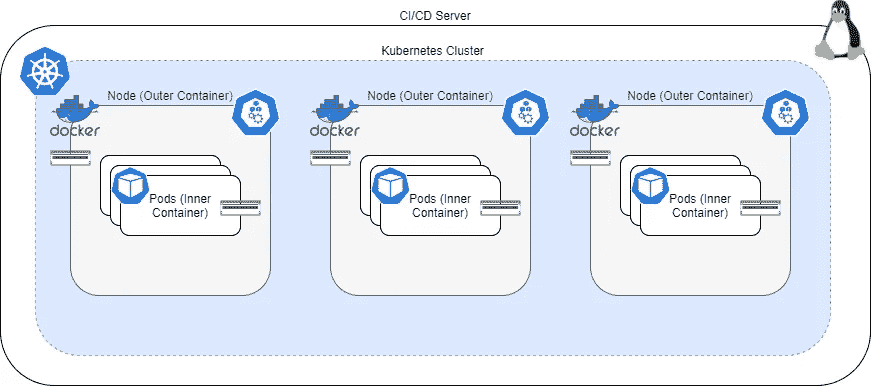 CI/CD Server
Kubernetes Cluster
Node (Outer Container)
Node (Outer Container)
Node (Outer Container)
docker
docker
docker
Pods (Inner
Container)
Pods (Inner
Container)
Pods (Inner
Container)